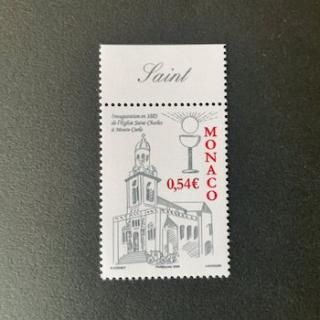 Saint
Inauguration en 1883
de l'Église Saint-Charles
à Monte-Carlo
MONACO
0,54€